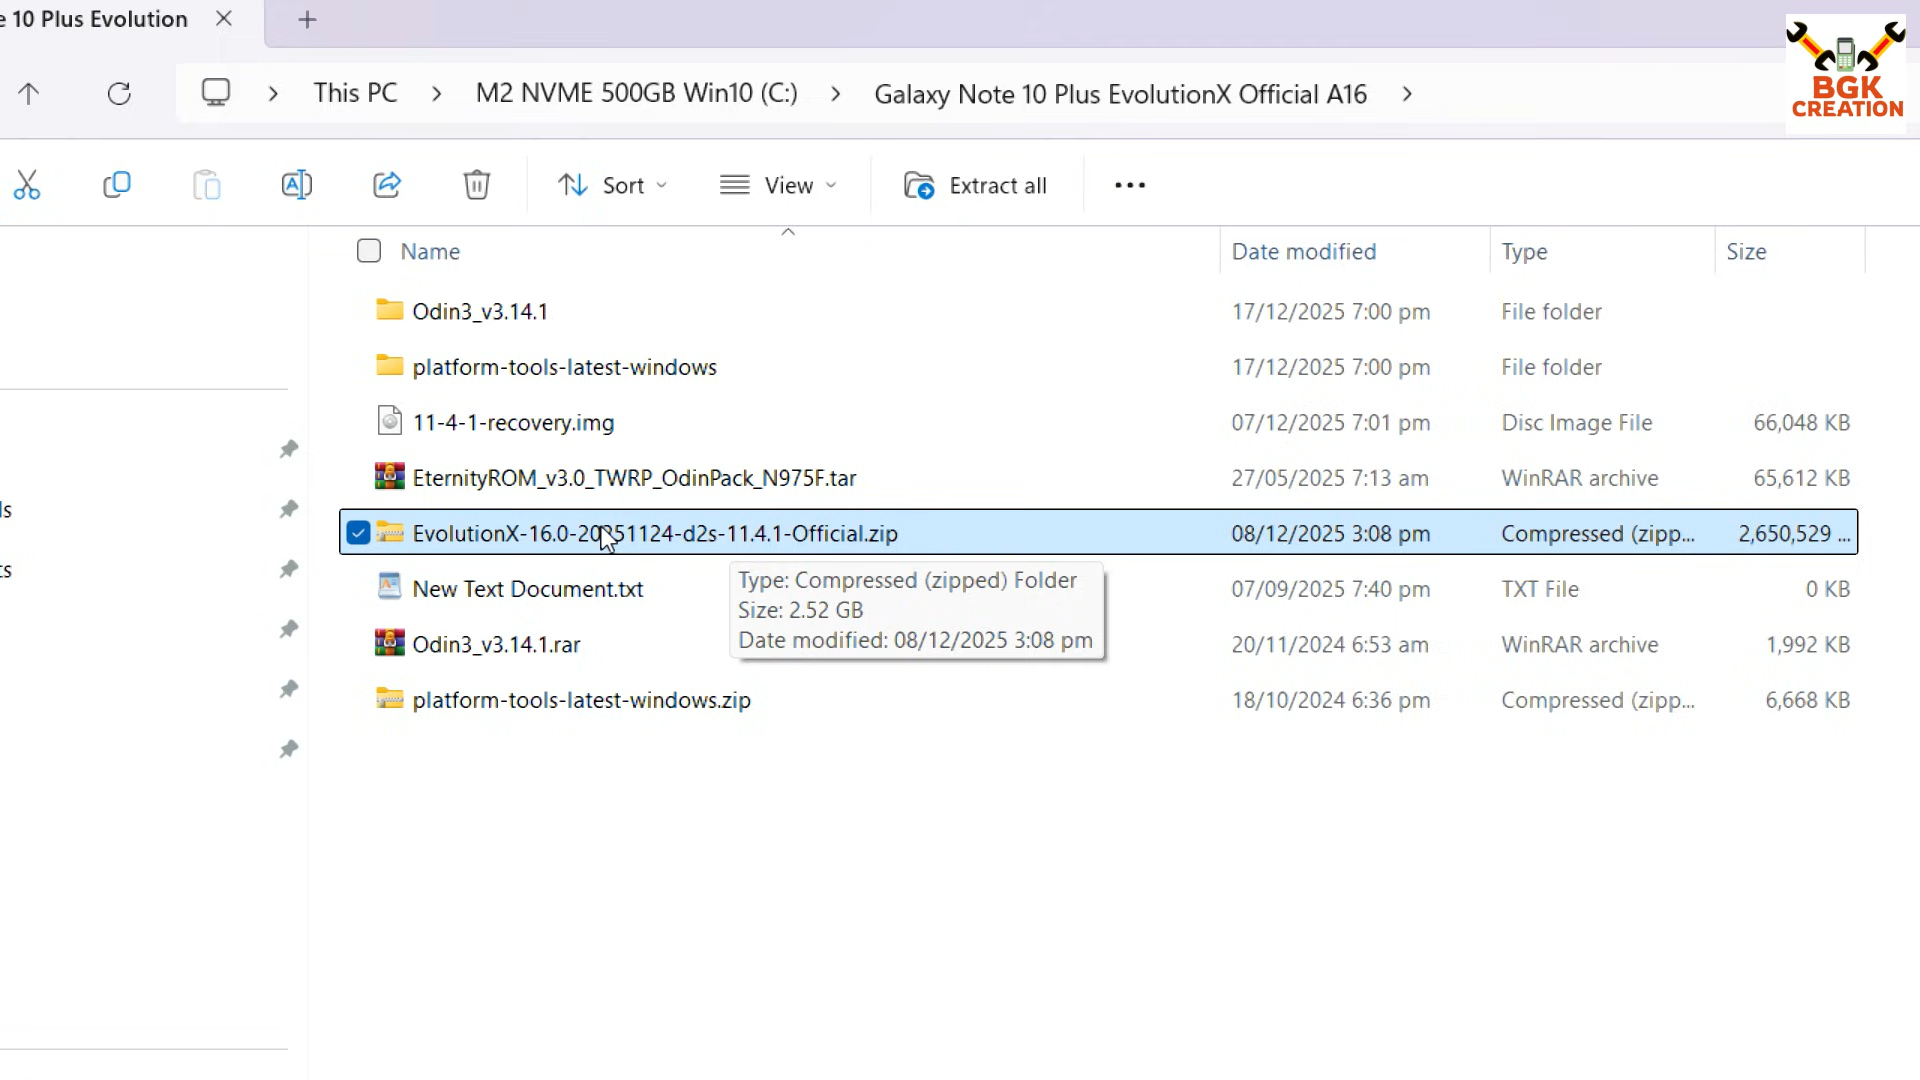 e 10 Plus Evolution
This PC > M2 NVME 500GB Win10 (C:) > Galaxy Note 10 Plus EvolutionX Official A16 >
BGK
CREATION
Sort View Extract all
Name Date modified Type Size
Odin3_v3.14.1 17/12/2025 7:00 pm File folder
platform-tools-latest-windows 17/12/2025 7:00 pm File folder
11-4-1-recovery.img 07/12/2025 7:01 pm Disc Image File 66,048 KB
EternityROM_v3.0_TWRP_OdinPack_N975F.tar 27/05/2025 7:13 am WinRAR archive 65,612 KB
ls
EvolutionX-16.0-20251124-d2s-11.4.1-Official.zip 08/12/2025 3:08 pm Compressed (zipp... 2,650,529 ...
ts
New Text Document.txt 07/09/2025 7:40 pm TXT File 0 KB
Type: Compressed (zipped) Folder
Size: 2.52 GB
Date modified: 08/12/2025 3:08 pm
Odin3_v3.14.1.rar 20/11/2024 6:53 am WinRAR archive 1,992 KB
platform-tools-latest-windows.zip 18/10/2024 6:36 pm Compressed (zipp... 6,668 KB